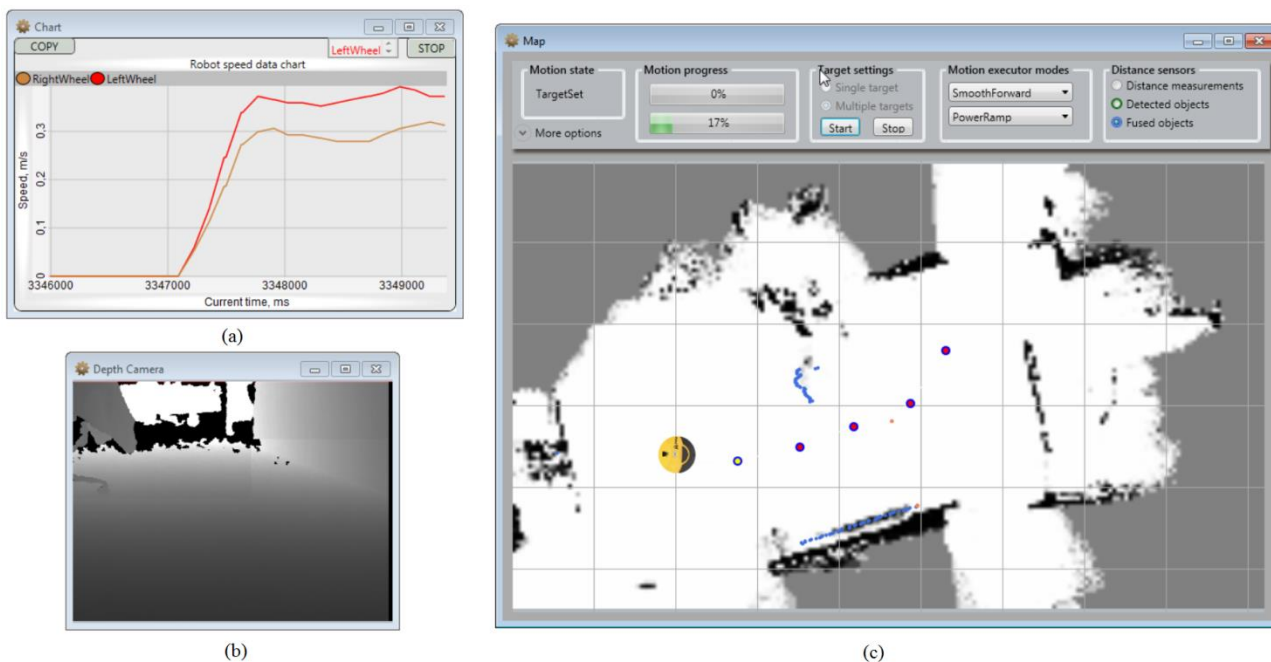 Chart
COPY
LeftWheel
STOP
Robot speed data chart
RightWheel LeftWheel
Speed, m/s
0,3
0,2
0,1
0
3346000 3347000 3348000 3349000
Current time, ms
(a)
Depth Camera
(b)
Map
Motion state
TargetSet
More options
Motion progress
0%
17%
Target settings
Single target
Multiple targets
Start Stop
Motion executor modes
SmoothForward
PowerRamp
Distance sensors
Distance measurements
Detected objects
Fused objects
(c)